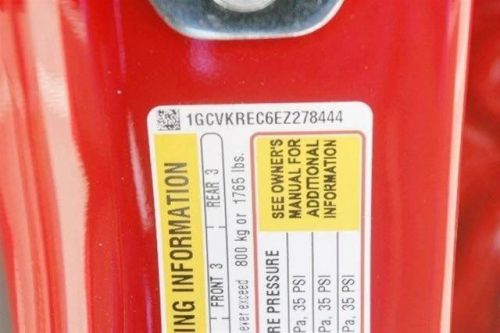 1GCVKREC6EZ278444
ING INFORMATION
FRONT 3 REAR 3
ever exceed 800 kg or 1765 lbs.
RE PRESSURE
SEE OWNER'S
MANUAL FOR
ADDITIONAL
INFORMATION
Pa, 35 PSI
Pa, 35 PSI
Pa, 35 PSI